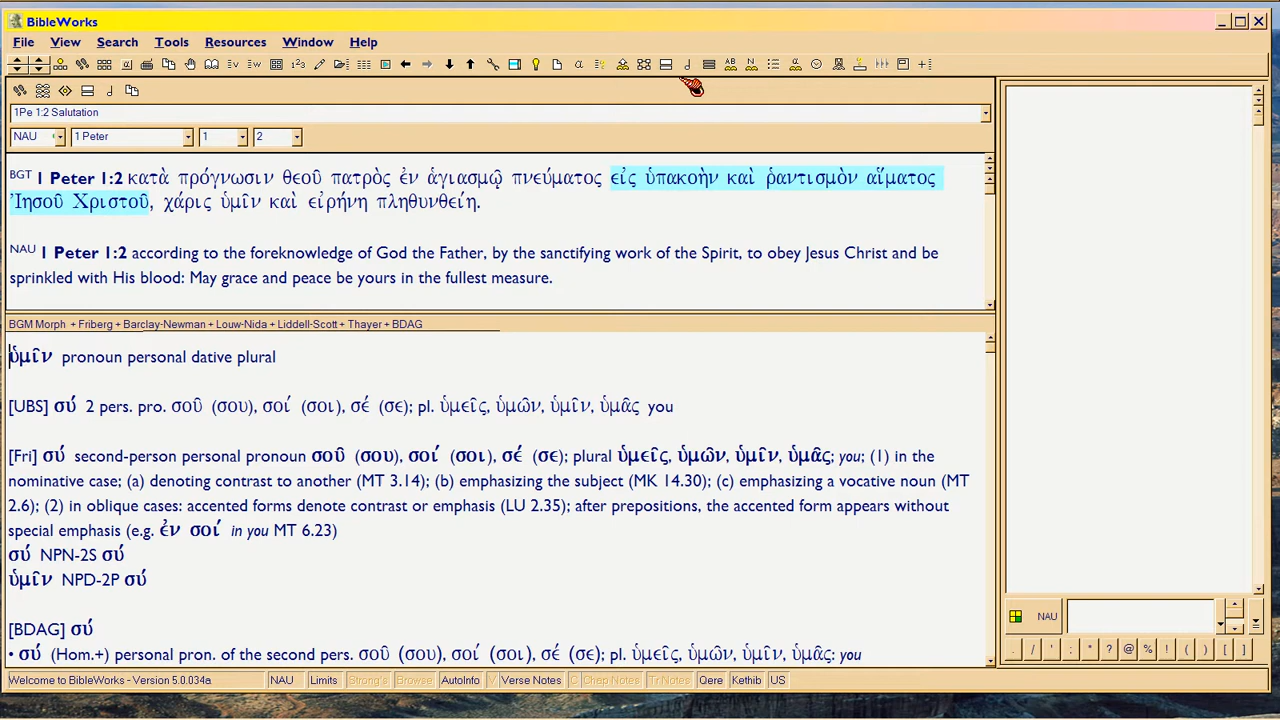 BibleWorks
File View Search Tools Resources Window Help
1Pe 1:2 Salutation
NAU 1 Peter 1 2
BGT 1 Peter 1:2 κατὰ πρόγνωσιν θεοῦ πατρὸς ἐν ἁγιασμῷ πνεύματος εἰς ὑπακοὴν καὶ ῥαντισμὸν αἵματος
Ἰησοῦ Χριστοῦ, χάρις ὑμῖν καὶ εἰρήνη πληθυνθείη.
NAU 1 Peter 1:2 according to the foreknowledge of God the Father, by the sanctifying work of the Spirit, to obey Jesus Christ and be
sprinkled with His blood: May grace and peace be yours in the fullest measure.
BGM Morph + Friberg + Barclay-Newman + Louw-Nida + Liddell-Scott + Thayer + BDAG
ὑμῖν pronoun personal dative plural
[UBS] σύ 2 pers. pro. σοῦ (σου), σοί (σοι), σέ (σε); pl. ὑμεῖς, ὑμῶν, ὑμῖν, ὑμᾶς you
[Fri] σύ second-person personal pronoun σοῦ (σου), σοί (σοι), σέ (σε); plural ὑμεῖς, ὑμῶν, ὑμῖν, ὑμᾶς; you; (1) in the
nominative case; (a) denoting contrast to another (MT 3.14); (b) emphasizing the subject (MK 14.30); (c) emphasizing a vocative noun (MT
2.6); (2) in oblique cases: accented forms denote contrast or emphasis (LU 2.35); after prepositions, the accented form appears without
special emphasis (e.g. ἐν σοί in you MT 6.23)
σύ NPN-2S σύ
ὑμῖν NPD-2P σύ
[BDAG] σύ
• σύ (Hom.+) personal pron. of the second pers. σοῦ (σου), σοί (σοι), σέ (σε); pl. ὑμεῖς, ὑμῶν, ὑμῖν, ὑμᾶς: you
NAU
. / ' ; * ? @ % ! ( ) [ ]
Welcome to BibleWorks - Version 5.0.034a NAU Limits Strong's Browse AutoInfo V Verse Notes C Chep Notes Tr Notes Qere Kethib US